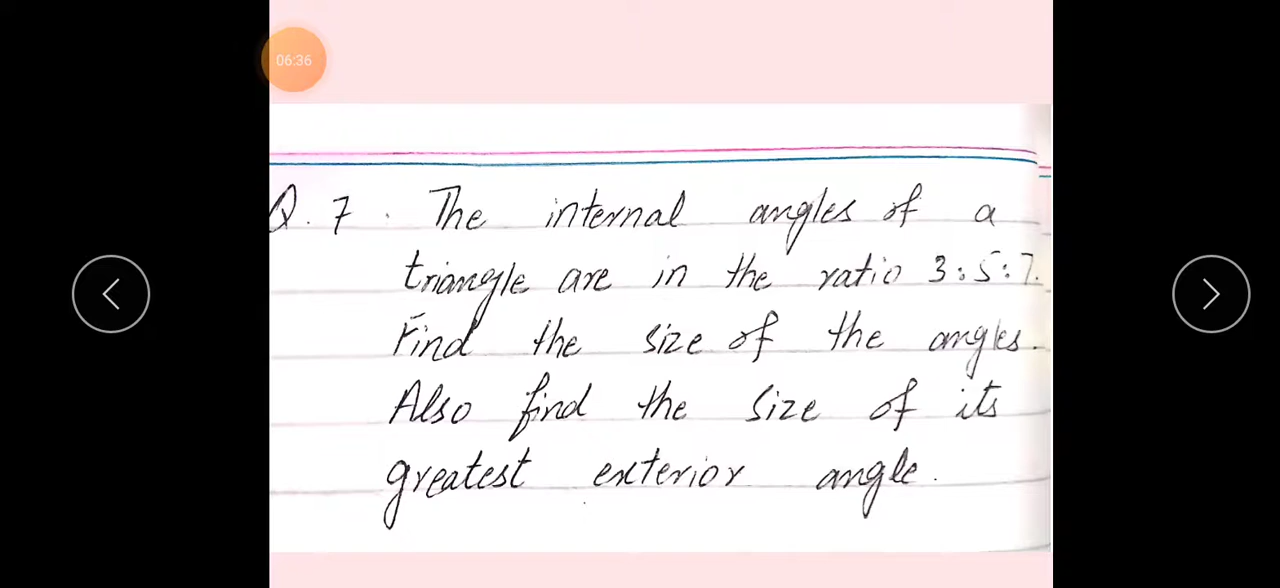 06:36
Q. 7. The internal angles of a
triangle are in the ratio 3:5:7.
Find the size of the angles.
Also find the size of its
greatest exterior angle.